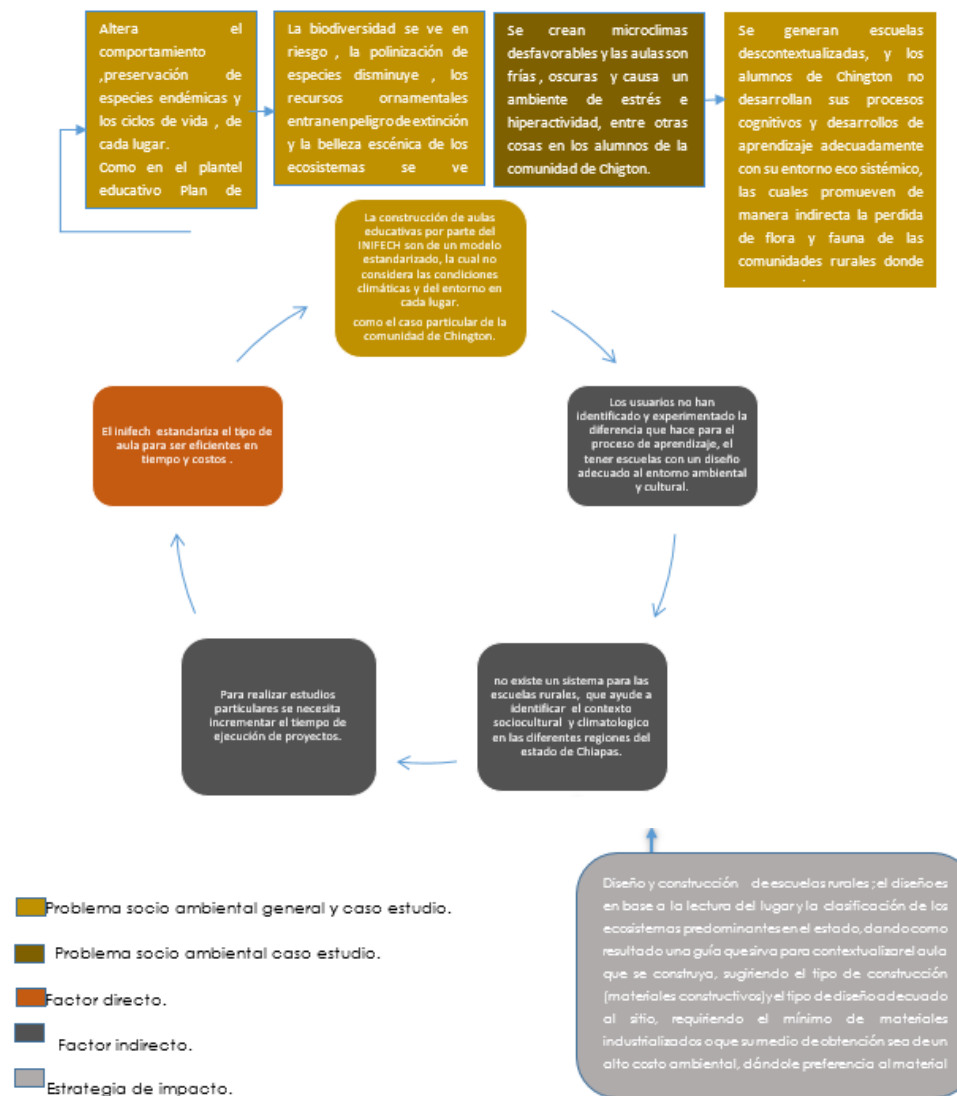 Altera el
comportamiento
,preservación de
especies endémicas y
los ciclos de vida , de
cada lugar.
Como en el plantel
educativo Plan de
La biodiversidad se ve en
riesgo , la polinización de
especies disminuye , los
recursos ornamentales
entran en peligro de extinción
y la belleza escénica de los
ecosistemas se ve
Se crean microclimas
desfavorables y las aulas son
frías , oscuras y causa un
ambiente de estrés e
hiperactividad, entre otras
cosas en los alumnos de la
comunidad de Chigton.
Se generan escuelas
descontextualizadas, y los
alumnos de Chington no
desarrollan sus procesos
cognitivos y desarrollos de
aprendizaje adecuadamente
con su entorno eco sistémico,
las cuales promueven de
manera indirecta la perdida
de flora y fauna de las
comunidades rurales donde
La construcción de aulas
educativas por parte del
INIFECH son de un modelo
estandarizado, la cual no
considera las condiciones
climáticas y del entorno en
cada lugar.
como el caso particular de la
comunidad de Chington.
El inifech estandariza el tipo de
aula para ser eficientes en
tiempo y costos .
Los usuarios no han
identificado y experimentado la
diferencia que hace para el
proceso de aprendizaje, el
tener escuelas con un diseño
adecuado al entorno ambiental
y cultural.
Para realizar estudios
particulares se necesita
incrementar el tiempo de
ejecución de proyectos.
no existe un sistema para las
escuelas rurales, que ayude a
identificar el contexto
sociocultural y climatologico
en las diferentes regiones del
estado de Chiapas.
Diseño y construcción de escuelas rurales ; el diseño es
en base a la lectura del lugar y la clasificación de los
ecosistemas predominantes en el estado, dando como
resultado una guía que sirva para contextualizar el aula
que se construya, sugiriendo el tipo de construcción
(materiales constructivos) y el tipo de diseño adecuado
al sitio, requiriendo el mínimo de materiales
industrializados o que su medio de obtención sea de un
alto costo ambiental, dándole preferencia al material
Problema socio ambiental general y caso estudio.
Problema socio ambiental caso estudio.
Factor directo.
Factor indirecto.
Estrategia de impacto.